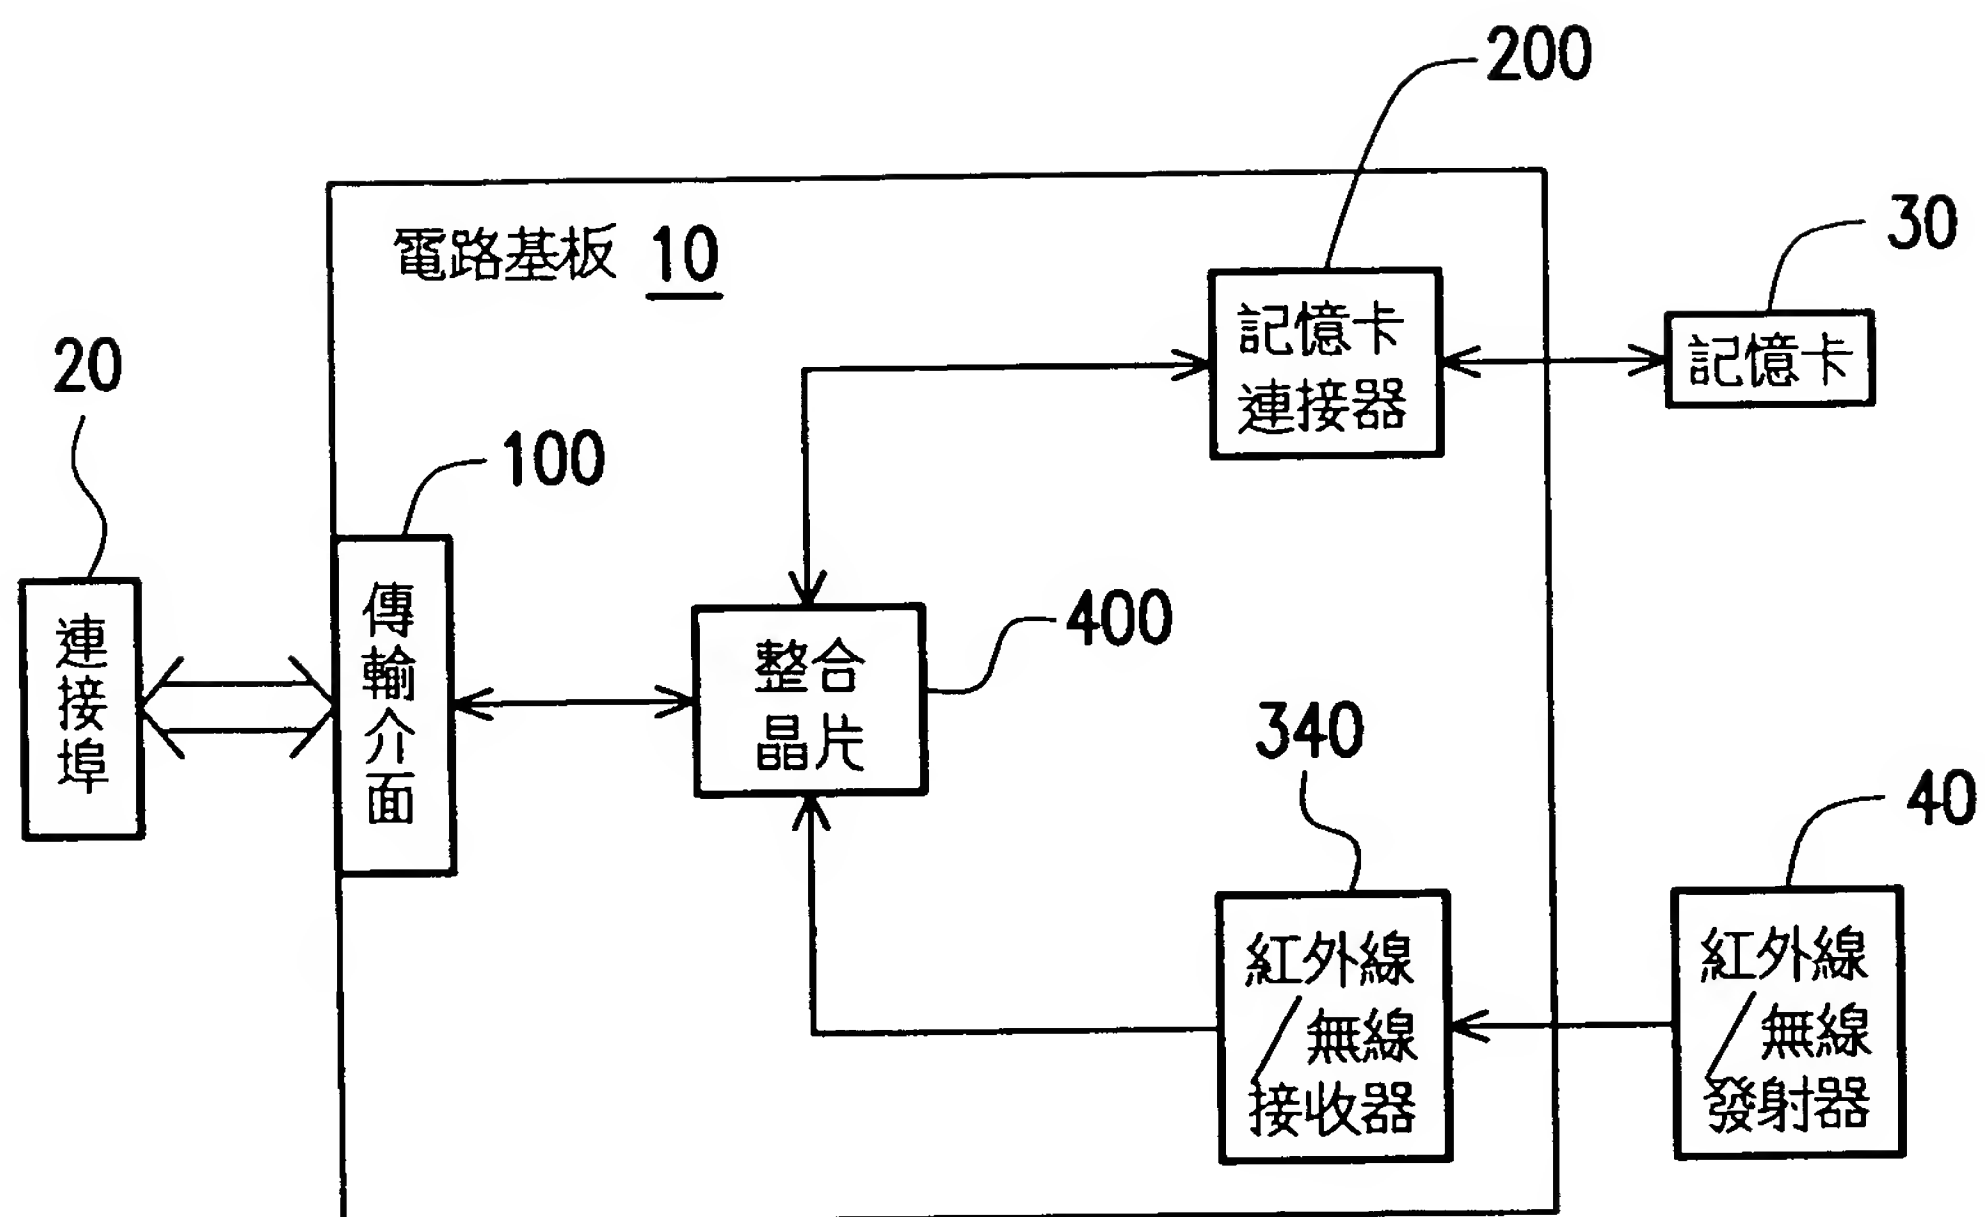 200
電路基板 10
30
記憶卡
連接器
記憶卡
20
100
連接埠
傳輸介面
整合
晶片
400
340
40
紅外線
/無線
接收器
紅外線
/無線
發射器